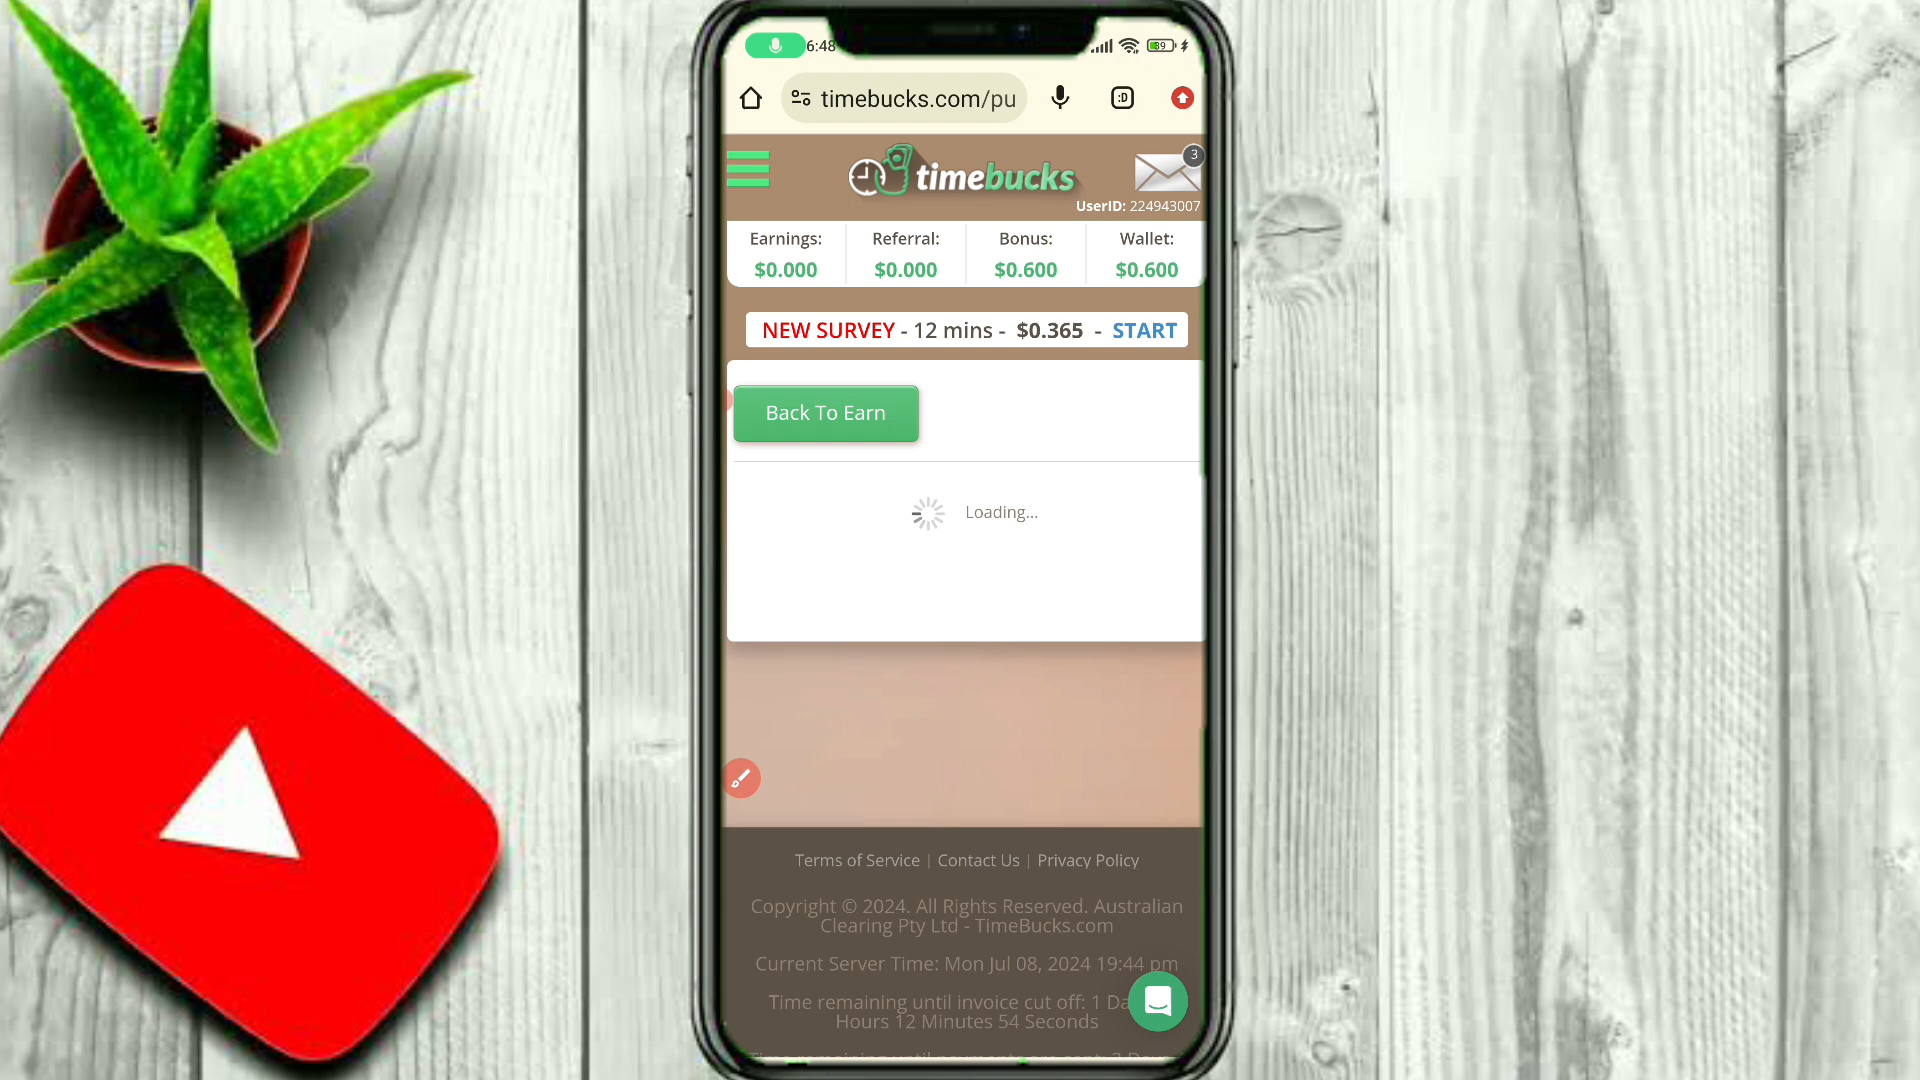 6:48
89
timebucks.com/pu
:D
timebucks
3
UserID: 224943007
Earnings: Referral: Bonus: Wallet:
$0.000 $0.000 $0.600 $0.600
NEW SURVEY - 12 mins - $0.365 - START
Back To Earn
Loading...
Terms of Service | Contact Us | Privacy Policy
Copyright © 2024. All Rights Reserved. Australian
Clearing Pty Ltd - TimeBucks.com
Current Server Time: Mon Jul 08, 2024 19:44 pm
Time remaining until invoice cut off: 1 Da
Hours 12 Minutes 54 Seconds